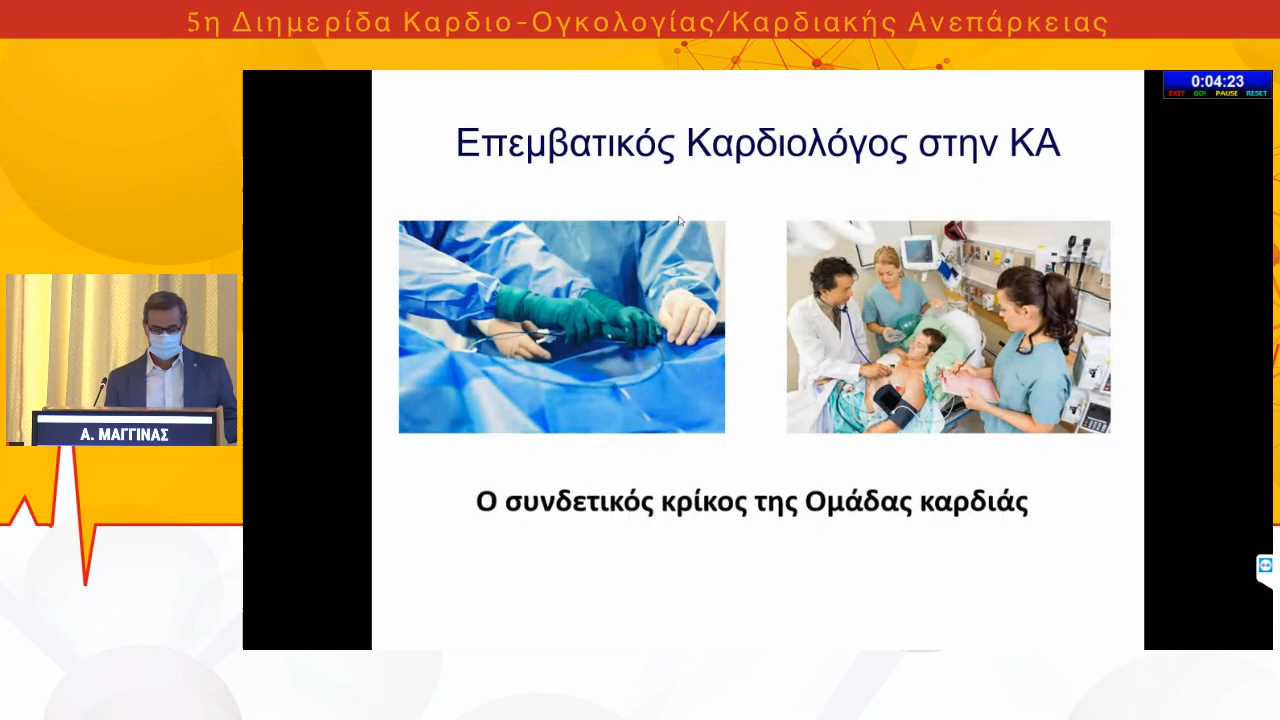 5η Διημερίδα Καρδιο-Ογκολογίας/Καρδιακής Ανεπάρκειας
0:04:23
EXIT GO! PAUSE RESET
Επεμβατικός Καρδιολόγος στην ΚΑ
Α. ΜΑΓΓΙΝΑΣ
Ο συνδετικός κρίκος της Ομάδας καρδιάς